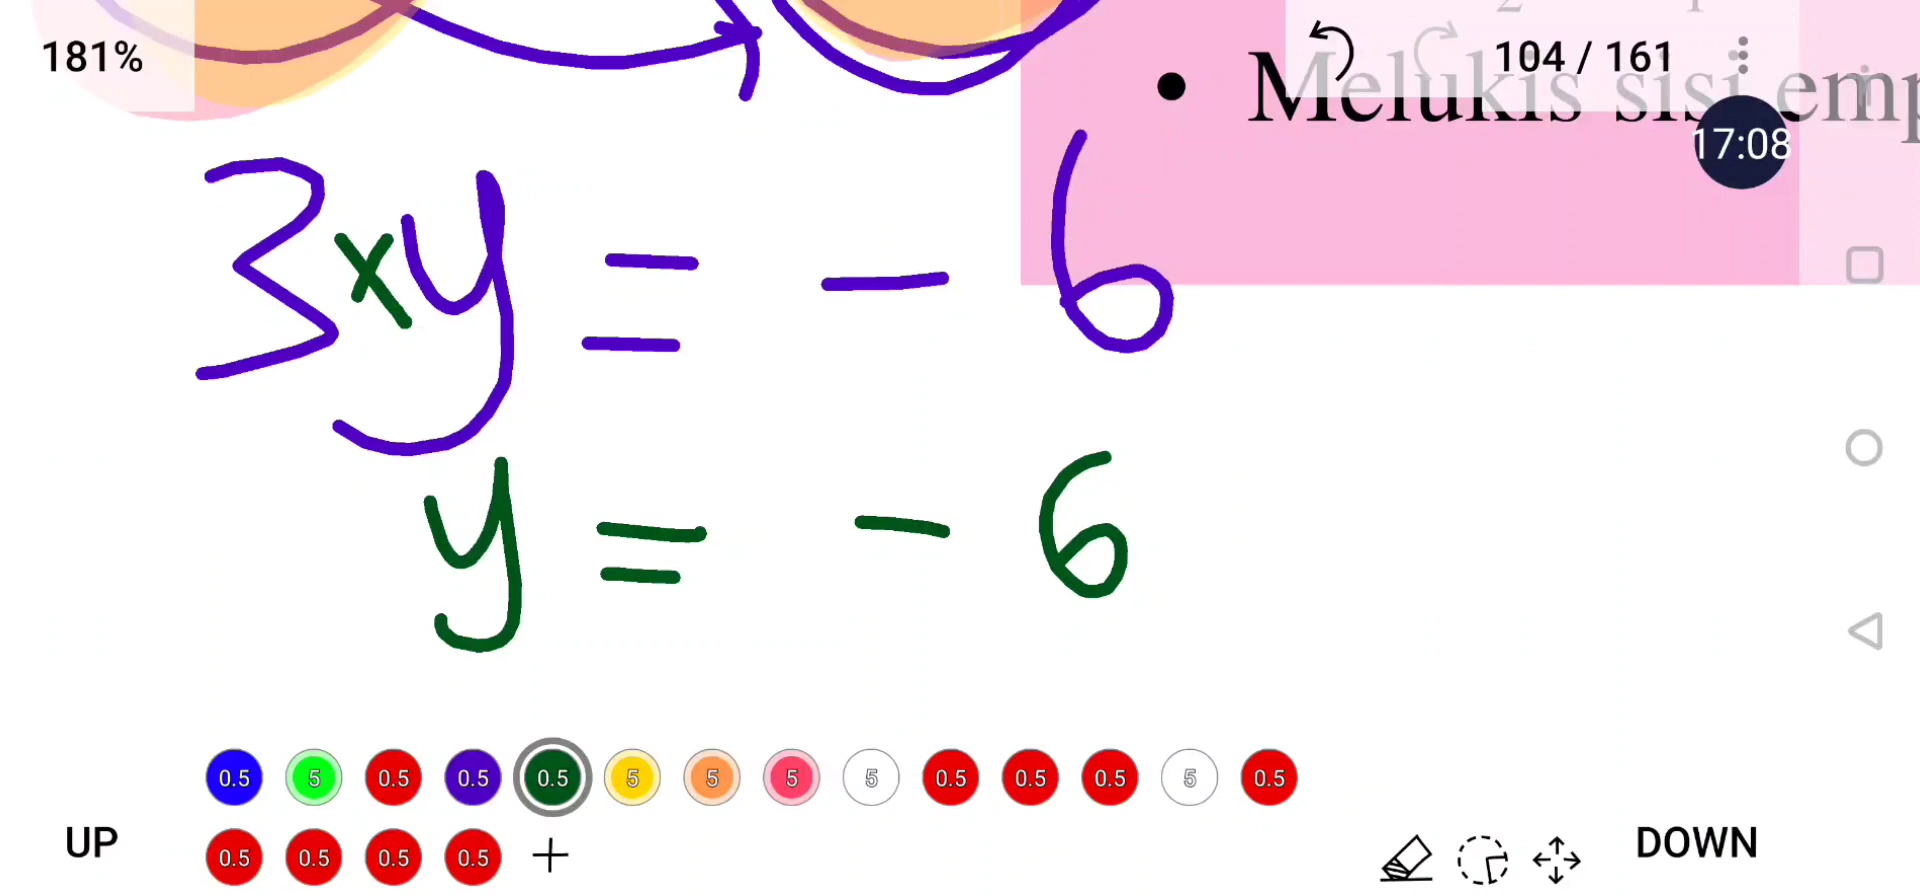 181%
104 / 161
• Melukis sisi emp
17:08
3xy = - 6
y = - 6
0.5 5 0.5 0.5 0.5 5 5 5 5 0.5 0.5 0.5 5 0.5
UP 0.5 0.5 0.5 0.5 + DOWN